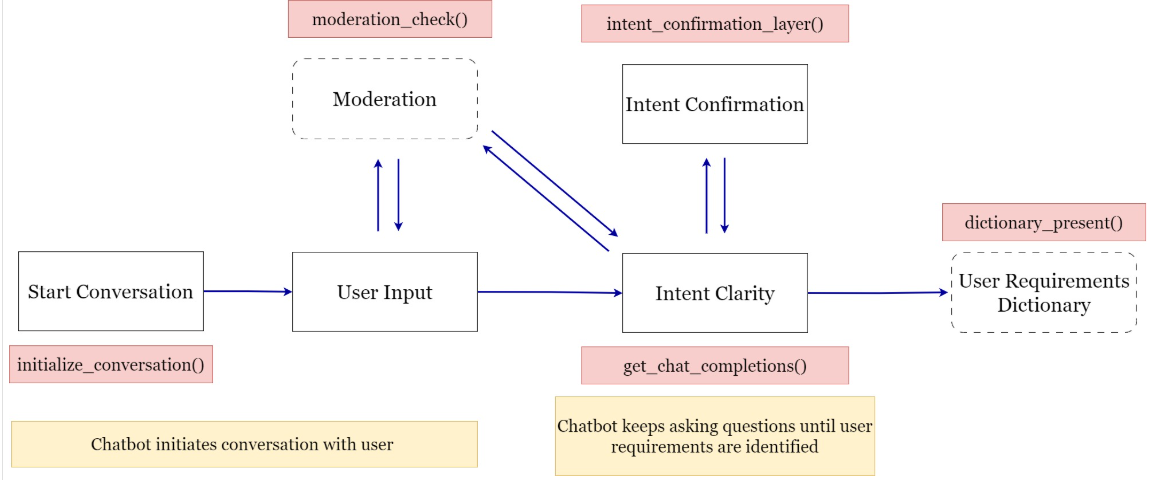 moderation_check()
intent_confirmation_layer()
Moderation
Intent Confirmation
dictionary_present()
Start Conversation
User Input
Intent Clarity
User Requirements
Dictionary
initialize_conversation()
get_chat_completions()
Chatbot initiates conversation with user
Chatbot keeps asking questions until user
requirements are identified